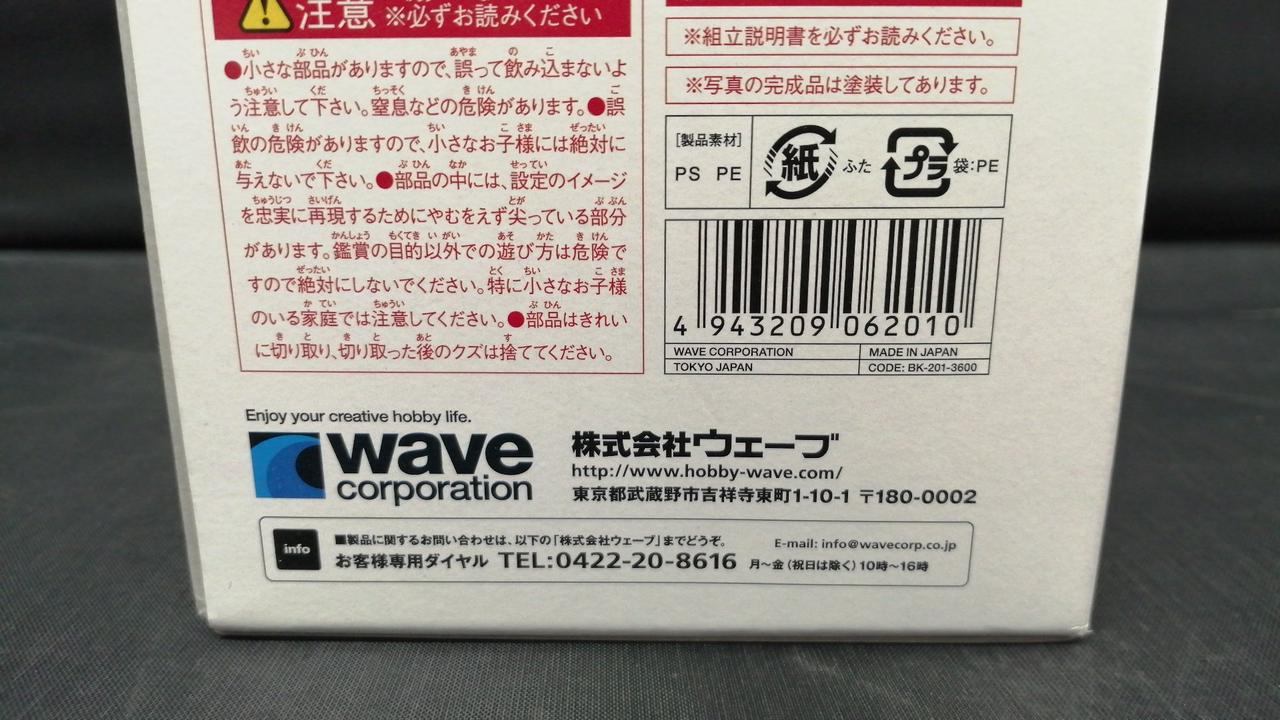 注意 ※必ずお読みください
●小さな部品がありますので、誤って飲み込まないよ
う注意して下さい。窒息などの危険があります。●誤
飲の危険がありますので、小さなお子様には絶対に
与えないで下さい。●部品の中には、設定のイメージ
を忠実に再現するためにやむをえず尖っている部分
があります。鑑賞の目的以外での遊び方は危険で
すので絶対にしないでください。特に小さなお子様
のいる家庭では注意してください。●部品はきれい
に切り取り、切り取った後のクズは捨ててください。
※組立説明書を必ずお読みください。
※写真の完成品は塗装してあります。
[製品素材]
PS PE
紙 ふた プラ 袋:PE
4 943209 062010
WAVE CORPORATION MADE IN JAPAN
TOKYO JAPAN CODE: BK-201-3600
Enjoy your creative hobby life.
wave
corporation
株式会社ウェーブ
http://www.hobby-wave.com/
東京都武蔵野市吉祥寺東町1-10-1 〒180-0002
info
■製品に関するお問い合わせは、以下の「株式会社ウェーブ」までどうぞ。 E-mail: info@wavecorp.co.jp
お客様専用ダイヤル TEL:0422-20-8616 月〜金(祝日は除く)10時〜16時